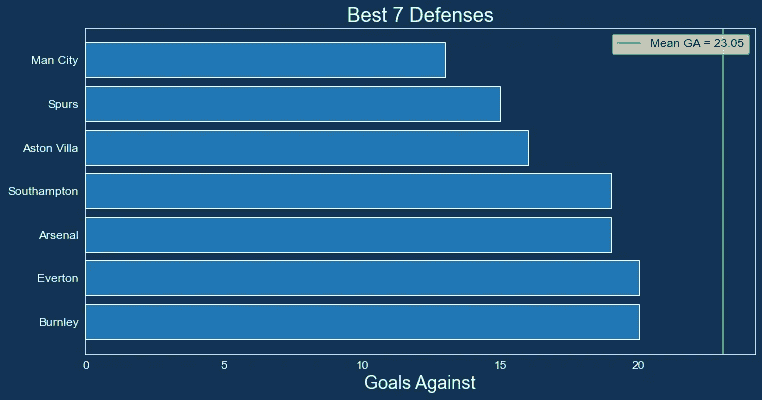 Best 7 Defenses
Mean GA = 23.05
Man City
Spurs
Aston Villa
Southampton
Arsenal
Everton
Burnley
0 5 10 15 20
Goals Against